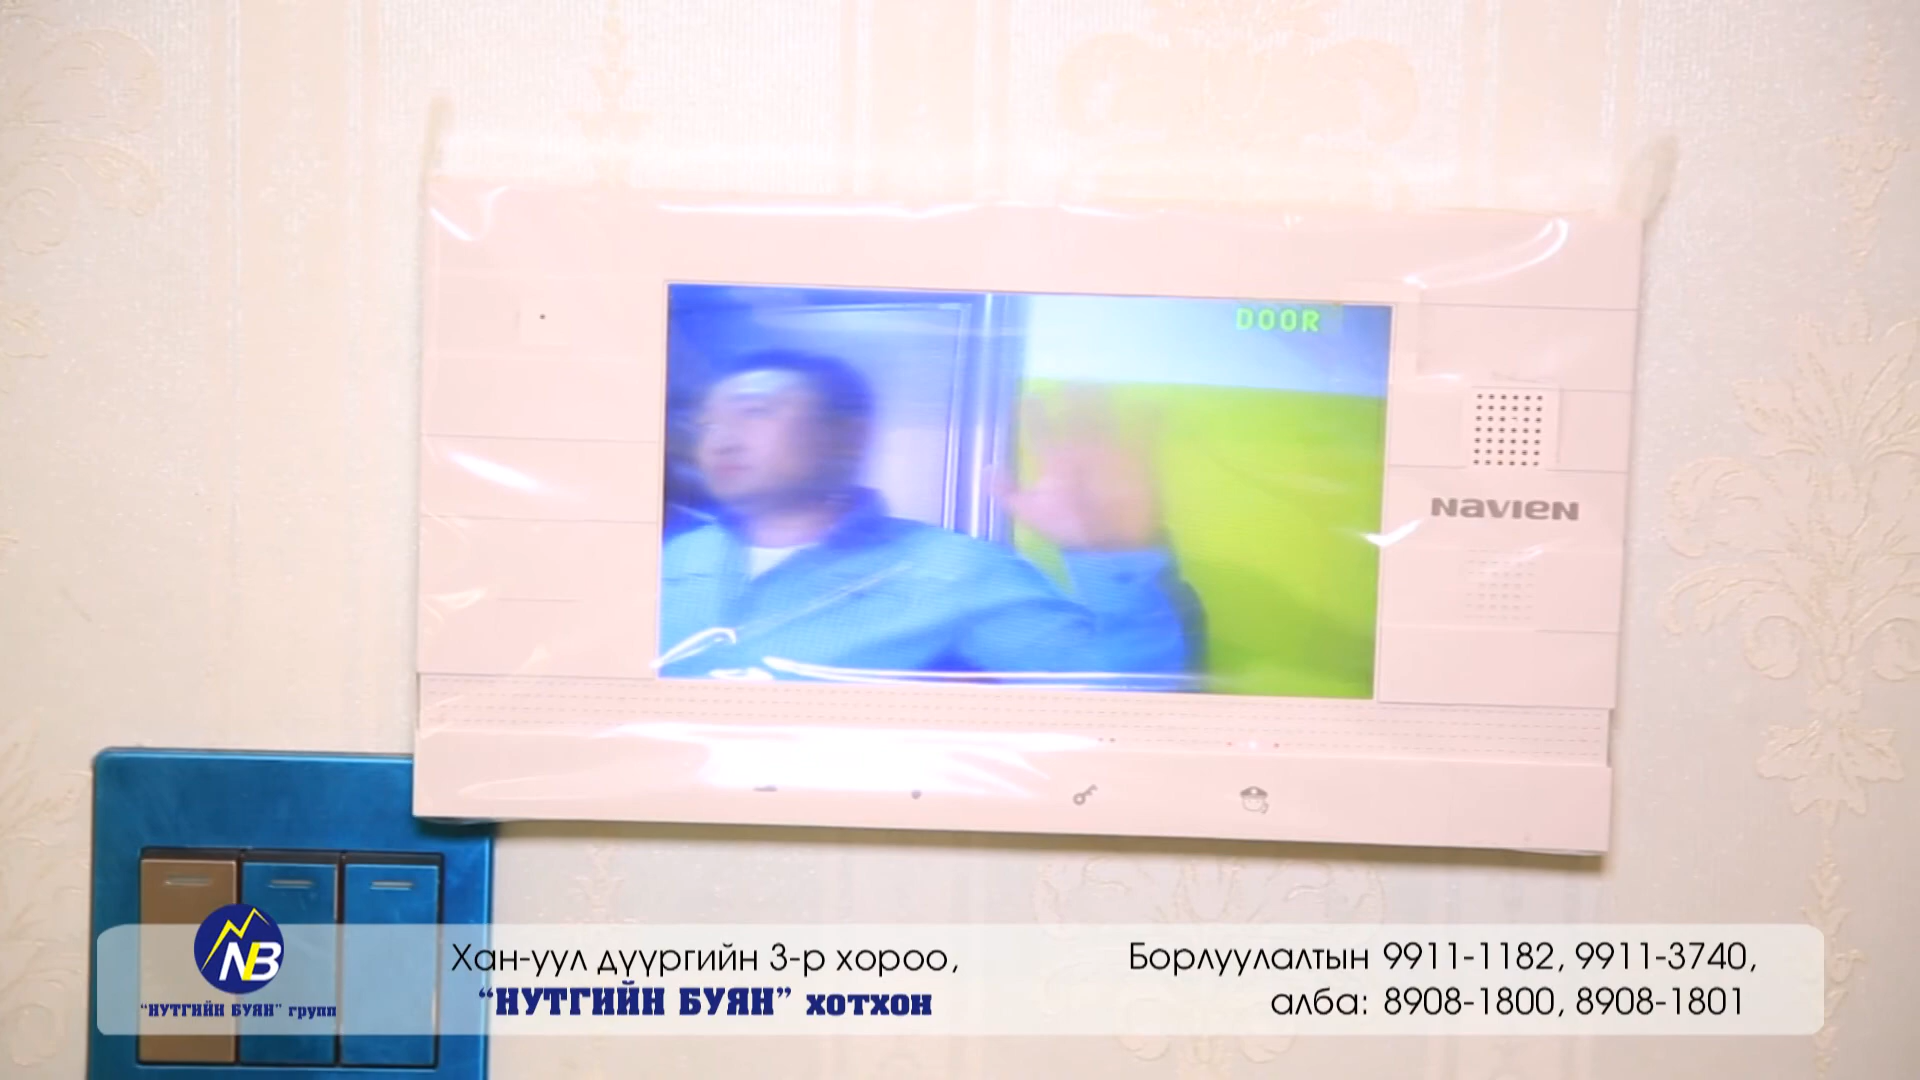 DOOR
NAVIEN
NB
“НУТГИЙН БУЯН” групп
Хан-уул дүүргийн 3-р хороо,
“НУТГИЙН БУЯН” хотхон
Борлуулалтын 9911-1182, 9911-3740,
алба: 8908-1800, 8908-1801